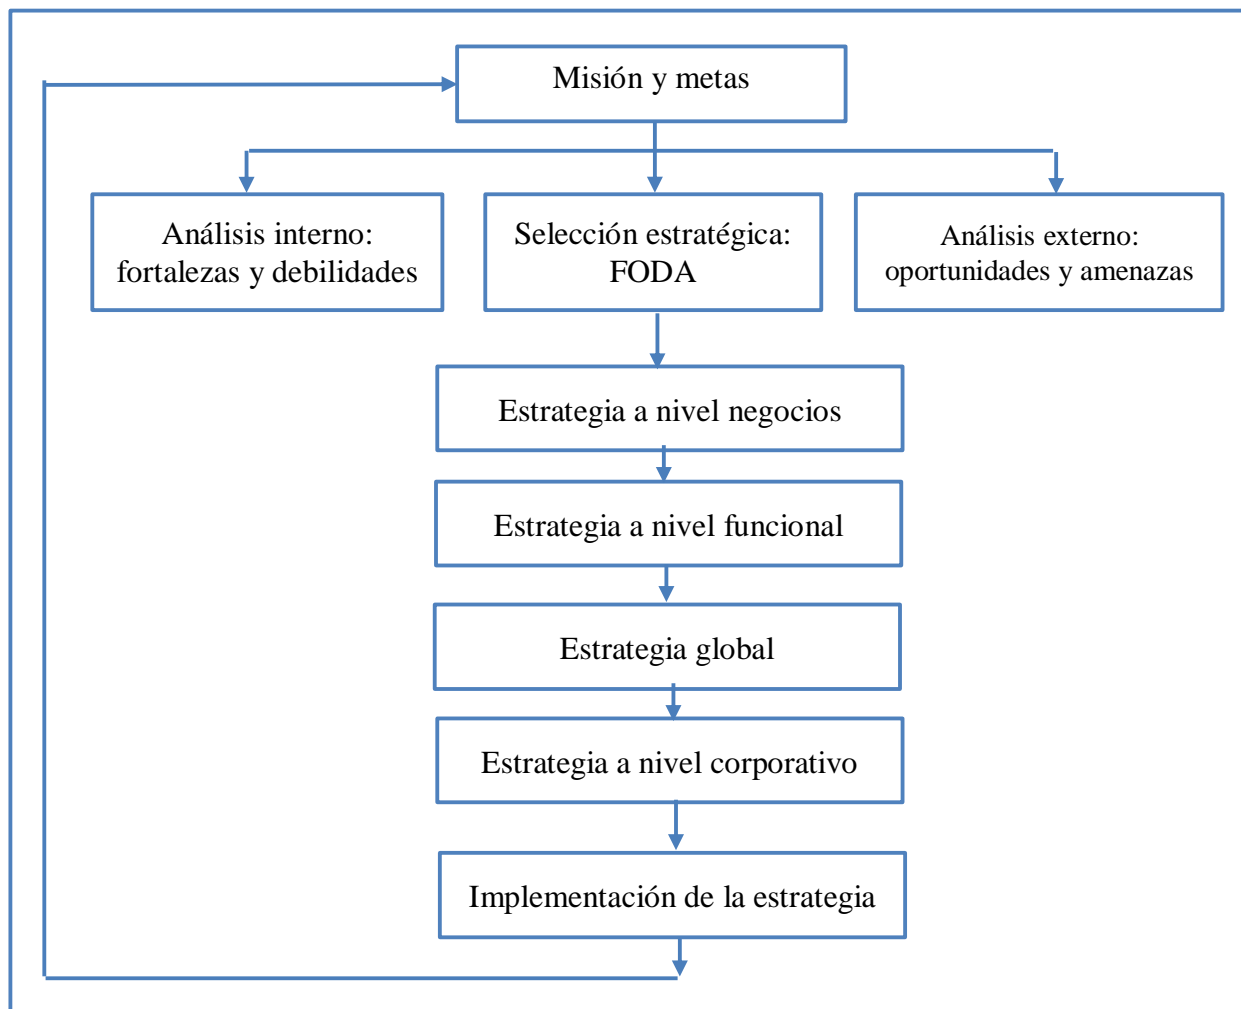 Misión y metas
Análisis interno:
fortalezas y debilidades
Selección estratégica:
FODA
Análisis externo:
oportunidades y amenazas
Estrategia a nivel negocios
Estrategia a nivel funcional
Estrategia global
Estrategia a nivel corporativo
Implementación de la estrategia